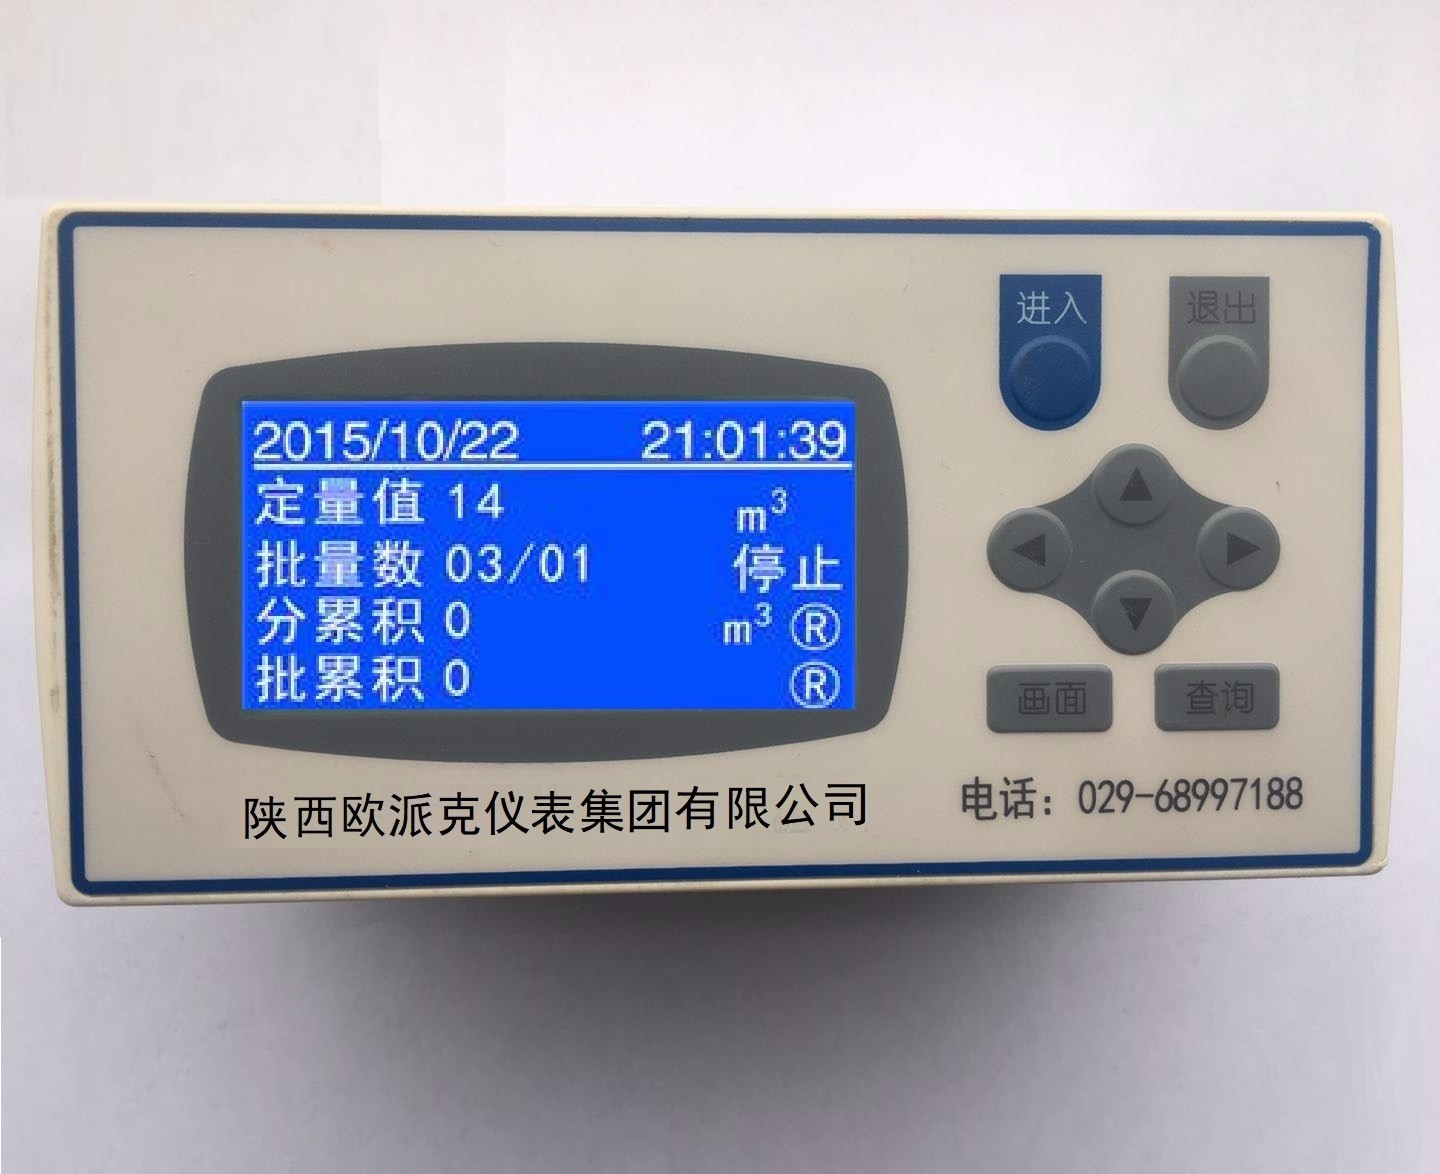 进入 退出
2015/10/22 21:01:39
定量值 14 m³
批量数 03/01 停止
分累积 0 m³ Ⓡ
批累积 0 Ⓡ
画面 查询
陕西欧派克仪表集团有限公司
电话：029-68997188